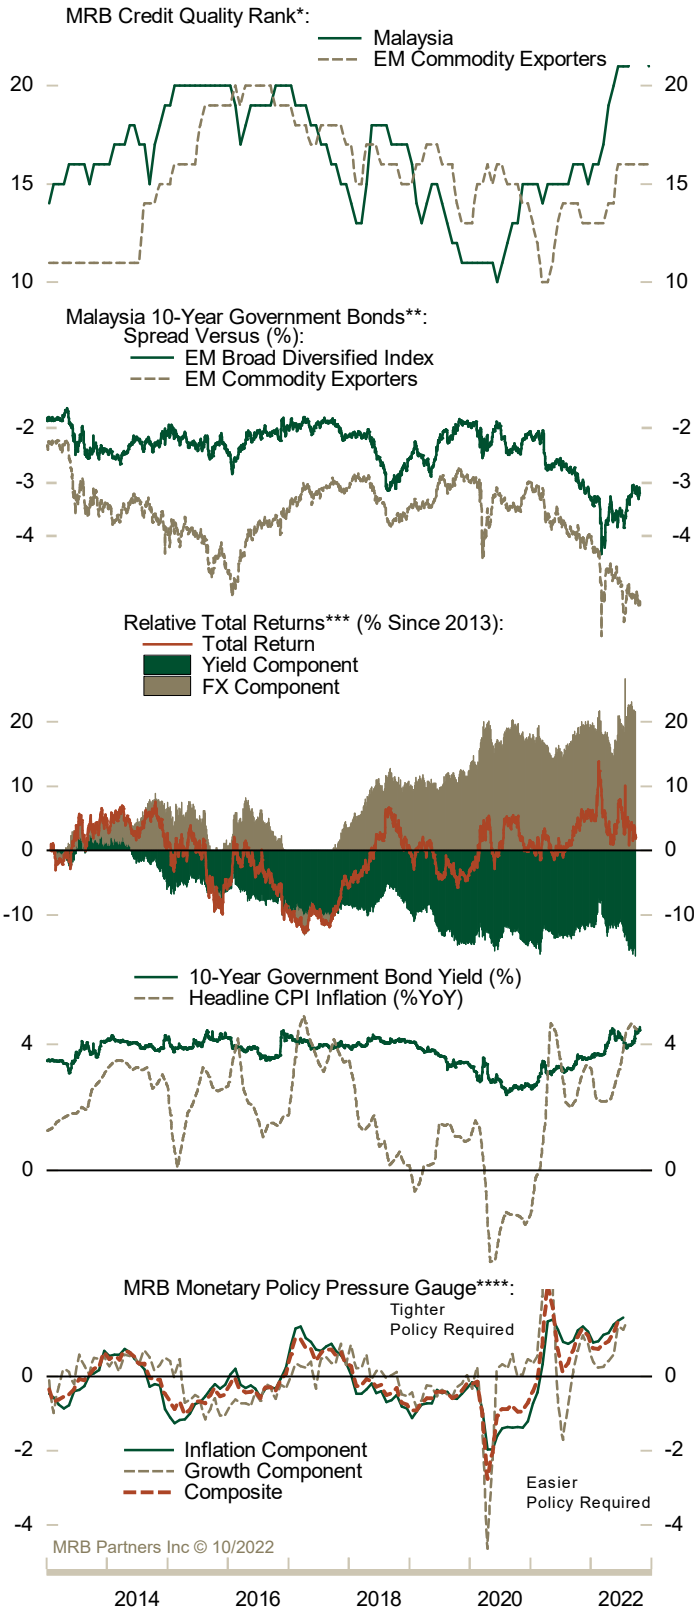 MRB Credit Quality Rank*:
Malaysia
EM Commodity Exporters
20 20
15 15
10 10
Malaysia 10-Year Government Bonds**:
Spread Versus (%):
EM Broad Diversified Index
EM Commodity Exporters
-2 -2
-3 -3
-4 -4
Relative Total Returns*** (% Since 2013):
Total Return
Yield Component
FX Component
20 20
10 10
0 0
-10 -10
10-Year Government Bond Yield (%)
Headline CPI Inflation (%YoY)
4 4
0 0
MRB Monetary Policy Pressure Gauge****:
Tighter
Policy Required
0 0
-2 -2
Inflation Component
Growth Component
Composite
Easier
Policy Required
-4 -4
MRB Partners Inc © 10/2022
2014 2016 2018 2020 2022